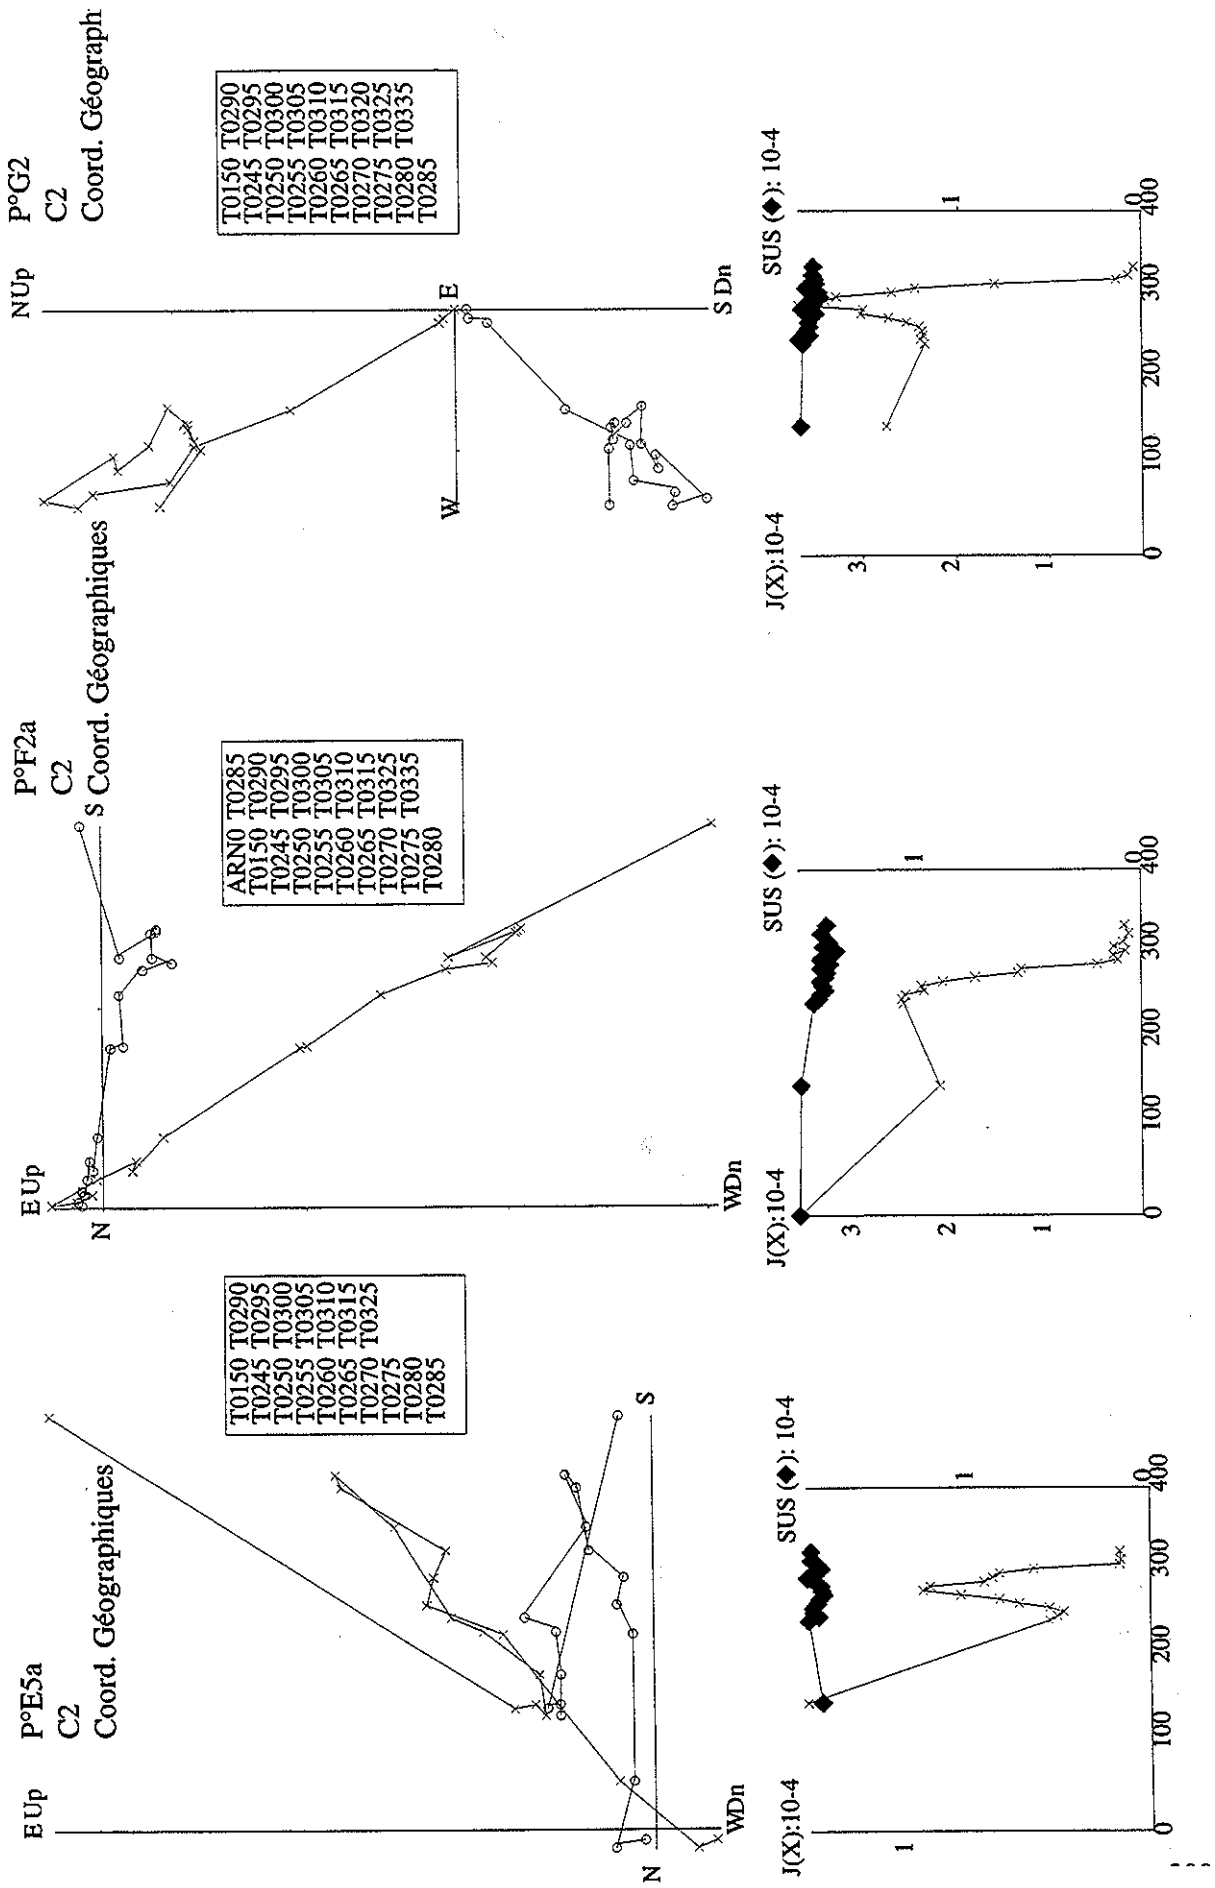 P°E5a
C2
Coord. Géographiques
E Up
N
S
WDn
T0150 T0290
T0245 T0295
T0250 T0300
T0255 T0305
T0260 T0310
T0265 T0315
T0270 T0325
T0275
T0280
T0285
J(X):10-4
SUS (◆): 10-4
1
1
0
0
100
200
300
400
P°F2a
C2
Coord. Géographiques
E Up
N
S
WDn
ARN0 T0285
T0150 T0290
T0245 T0295
T0250 T0300
T0255 T0305
T0260 T0310
T0265 T0315
T0270 T0325
T0275 T0335
T0280
J(X):10-4
SUS (◆): 10-4
3
2
1
1
0
0
100
200
300
400
P°G2
C2
Coord. Géograph
N Up
W
E
S Dn
T0150 T0290
T0245 T0295
T0250 T0300
T0255 T0305
T0260 T0310
T0265 T0315
T0270 T0320
T0275 T0325
T0280 T0335
T0285
J(X):10-4
SUS (◆): 10-4
3
2
1
1
0
0
100
200
300
400